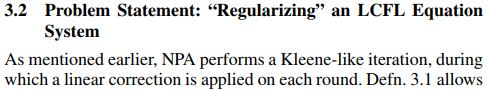 3.2 Problem Statement: “Regularizing” an LCFL Equation
System
As mentioned earlier, NPA performs a Kleene-like iteration, during
which a linear correction is applied on each round. Defn. 3.1 allows